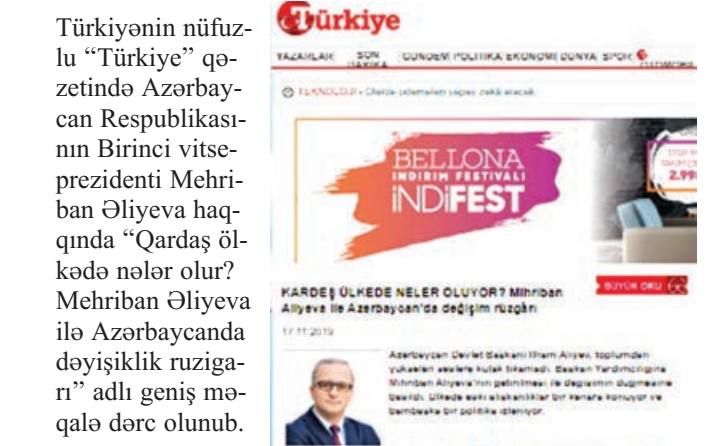 Türkiyənin nüfuz-
lu “Türkiye” qə-
zetində Azərbay-
can Respublikası-
nın Birinci vitse-
prezidenti Mehri-
ban Əliyeva haq-
qında “Qardaş öl-
kədə nələr olur?
Mehriban Əliyeva
ilə Azərbaycanda
dəyişiklik ruziga-
rı” adlı geniş mə-
qalə dərc olunub.
Türkiye
YAZARLAR SON DAKİKA GÜNDEM POLİTİKA EKONOMİ DÜNYA SPOR
TEKNOLOJİ
BELLONA
İNDİRİM FESTİVALİ
İNDİFEST
2.99
BÜYÜK OKU
KARDEŞ ÜLKEDE NELER OLUYOR? Mihriban
Aliyeva ile Azerbaycan'da değişim rüzgârı
17.11.2019
Azerbaycan Devlet Başkanı İlham Aliyev, toplumdan
yükselen seslere kulak tıkamadı. Başkan Yardımcılığına
Mihriban Aliyeva'nın getirilmesi ile değişimin düğmesine
basıldı. Ülkede eski alışkanlıklar bir kenara konuyor ve
bambaşka bir politika izleniyor.